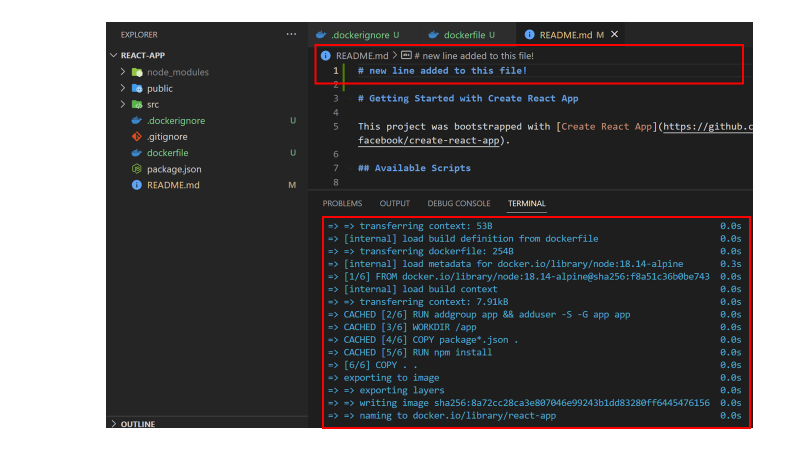 EXPLORER
REACT-APP
node_modules
public
src
.dockerignore U
.gitignore
dockerfile U
package.json
README.md M
OUTLINE
.dockerignore U dockerfile U README.md M
README.md > # new line added to this file!
1 # new line added to this file!
2
3 # Getting Started with Create React App
4
5 This project was bootstrapped with [Create React App](https://github.c
facebook/create-react-app).
6
7 ## Available Scripts
8
PROBLEMS OUTPUT DEBUG CONSOLE TERMINAL
=> => transferring context: 53B 0.0s
=> [internal] load build definition from dockerfile 0.0s
=> => transferring dockerfile: 254B 0.0s
=> [internal] load metadata for docker.io/library/node:18.14-alpine 0.3s
=> [1/6] FROM docker.io/library/node:18.14-alpine@sha256:f8a51c36b0be743 0.0s
=> [internal] load build context 0.0s
=> => transferring context: 7.91kB 0.0s
=> CACHED [2/6] RUN addgroup app && adduser -S -G app app 0.0s
=> CACHED [3/6] WORKDIR /app 0.0s
=> CACHED [4/6] COPY package*.json . 0.0s
=> CACHED [5/6] RUN npm install 0.0s
=> [6/6] COPY . . 0.0s
=> exporting to image 0.0s
=> => exporting layers 0.0s
=> => writing image sha256:8a72cc28ca3e807046e99243b1dd83280ff6445476156 0.0s
=> => naming to docker.io/library/react-app 0.0s